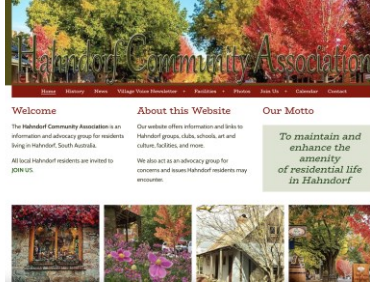 Hahndorf Community Association
Home History News Village Voice Newsletter Facilities Photos Join Us Calendar Contact
Welcome
The Hahndorf Community Association is an
information and advocacy group for residents
living in Hahndorf, South Australia.
All local Hahndorf residents are invited to
JOIN US.
About this Website
Our website offers information and links to
Hahndorf groups, clubs, schools, art and
culture, facilities, and more.
We also act as an advocacy group for
concerns and issues Hahndorf residents may
encounter.
Our Motto
To maintain and
enhance the
amenity
of residential life
in Hahndorf